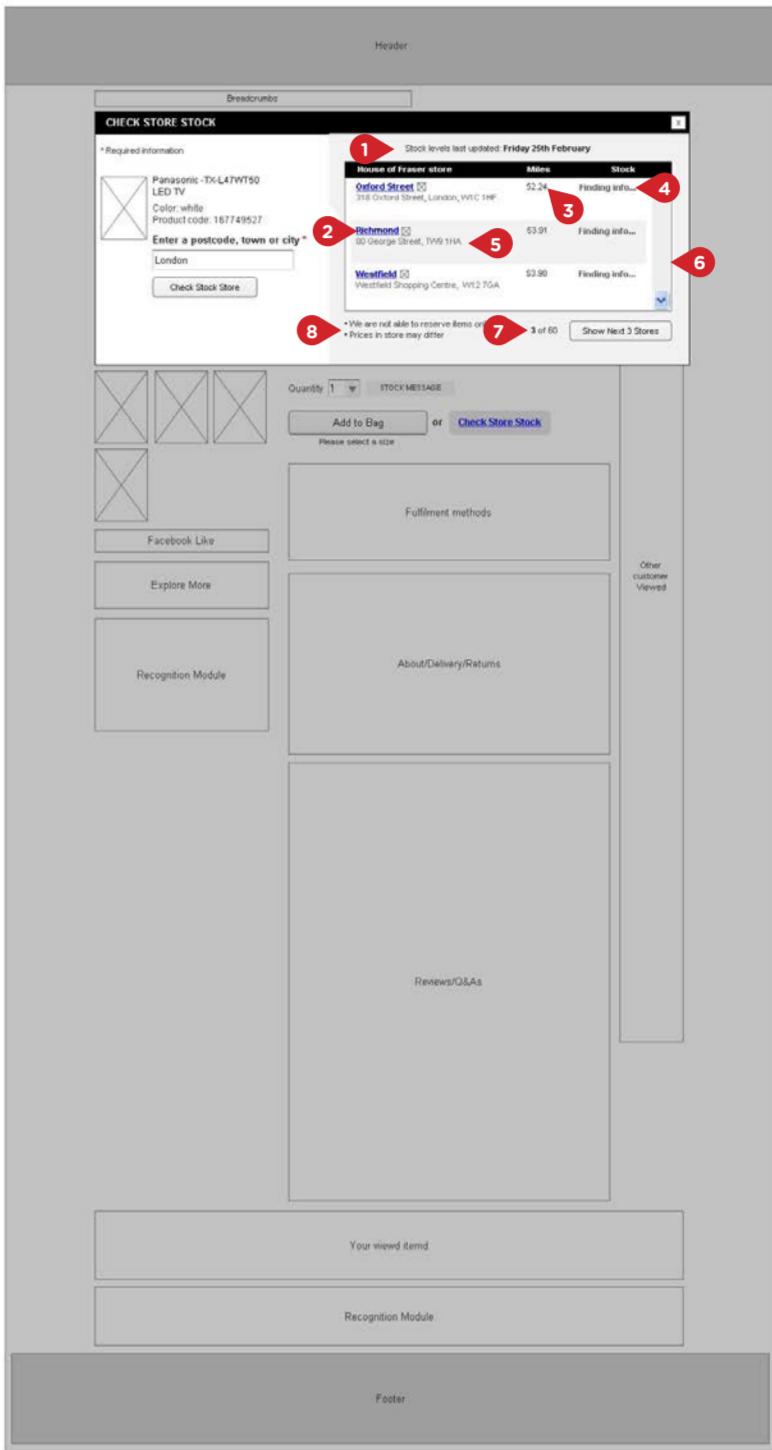 Header
Breadcrumbs
CHECK STORE STOCK
x
* Required information
Panasonic -TX-L47WT50
LED TV
Color: white
Product code: 167749527
Enter a postcode, town or city *
London
Check Stock Store
1
Stock levels last updated: Friday 29th February
House of Fraser store Miles Stock
Oxford Street 52.24 Finding info...
318 Oxford Street, London, W1C 1HF
3
4
2
Richmond 53.91 Finding info...
80 George Street, TW9 1HA
5
6
Westfield 53.90 Finding info...
Westfield Shopping Centre, W12 7GA
8
• We are not able to reserve items
• Prices in store may differ
7
3 of 60
Show Next 3 Stores
Quantity 1 STOCK MESSAGE
Add to Bag or Check Store Stock
Please select a size
Fulfilment methods
Facebook Like
Explore More
Other
customer
Viewed
Recognition Module
About/Delivery/Returns
Reviews/Q&As
Your viewd itemd
Recognition Module
Footer